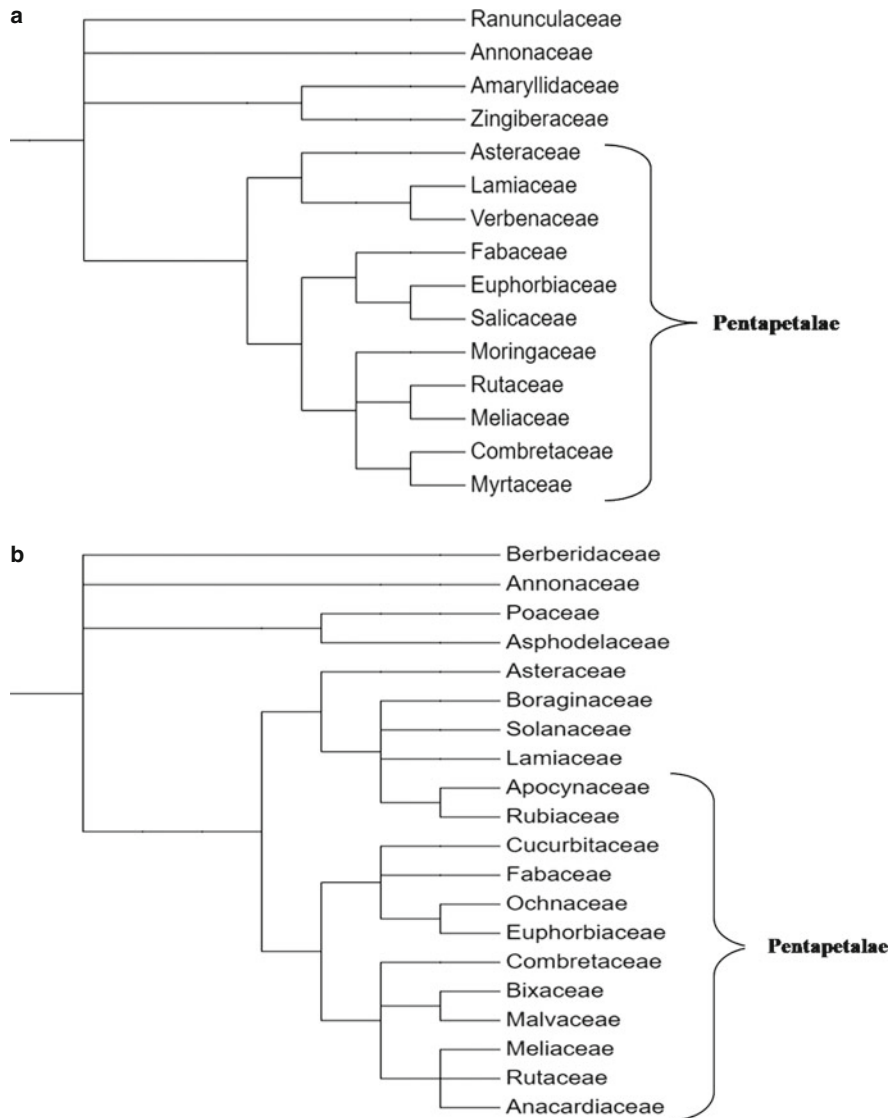 a
Ranunculaceae
Annonaceae
Amaryllidaceae
Zingiberaceae
Asteraceae
Lamiaceae
Verbenaceae
Fabaceae
Euphorbiaceae
Salicaceae
Pentapetalae
Moringaceae
Rutaceae
Meliaceae
Combretaceae
Myrtaceae
b
Berberidaceae
Annonaceae
Poaceae
Asphodelaceae
Asteraceae
Boraginaceae
Solanaceae
Lamiaceae
Apocynaceae
Rubiaceae
Cucurbitaceae
Fabaceae
Ochnaceae
Euphorbiaceae
Pentapetalae
Combretaceae
Bixaceae
Malvaceae
Meliaceae
Rutaceae
Anacardiaceae